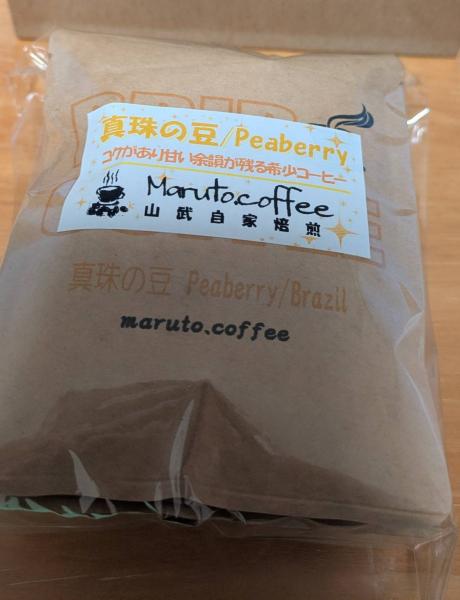 真珠の豆/Peaberry
コクがあり甘い余韻が残る希少コーヒー
Maruto.coffee
山武自家焙煎
真珠の豆 Peaberry/Brazil
maruto.coffee